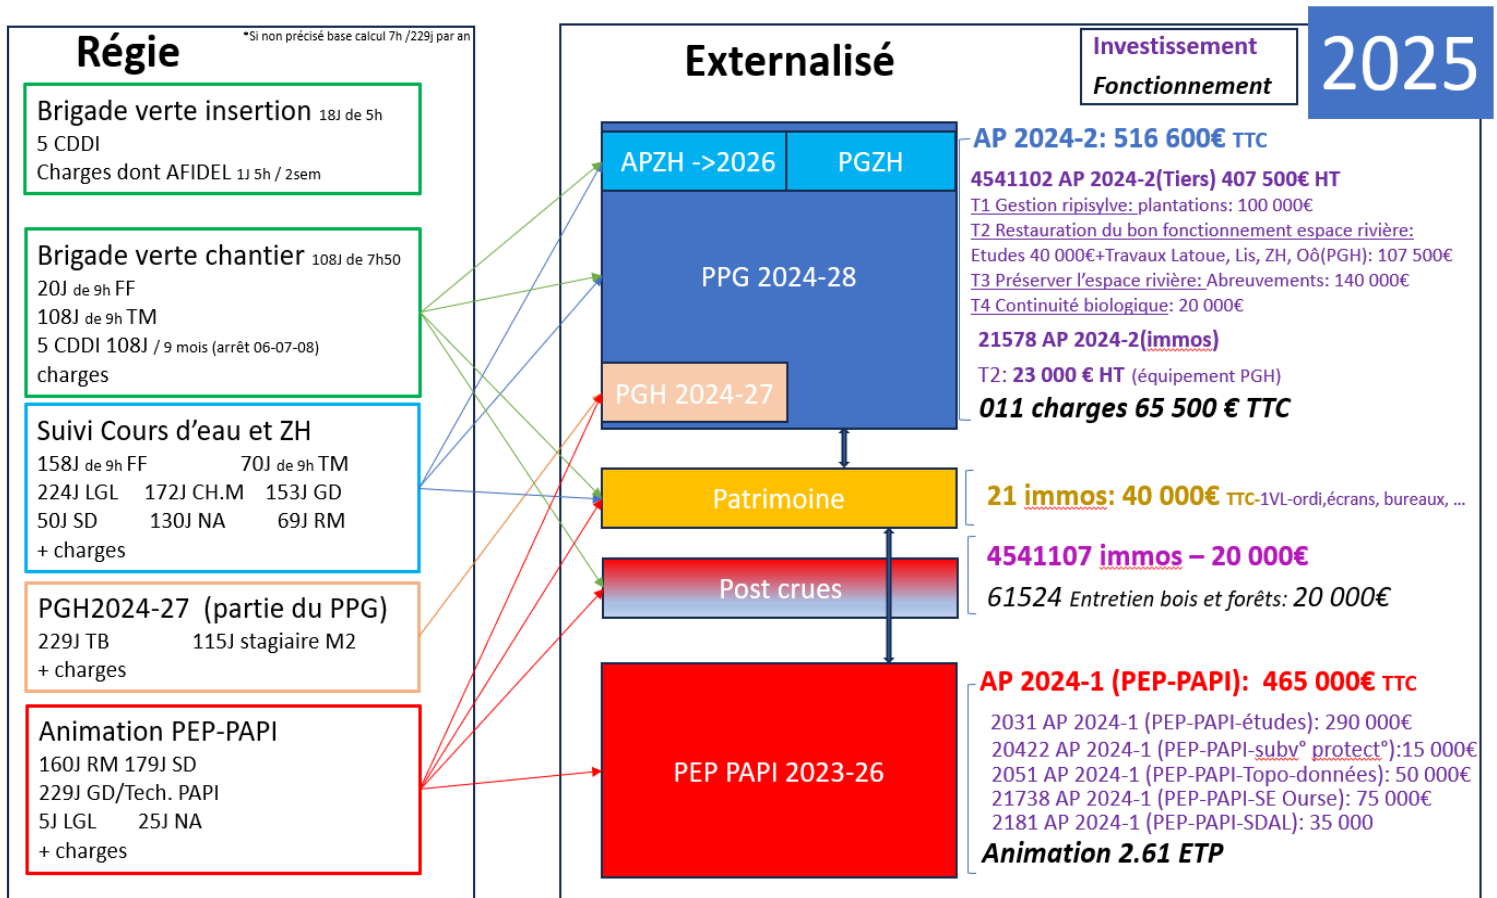 Régie
*Si non précisé base calcul 7h /229j par an
Brigade verte insertion 18J de 5h
5 CDDI
Charges dont AFIDEL 1J 5h / 2sem
Brigade verte chantier 108J de 7h50
20J de 9h FF
108J de 9h TM
5 CDDI 108J / 9 mois (arrêt 06-07-08)
charges
Suivi Cours d'eau et ZH
158J de 9h FF 70J de 9h TM
224J LGL 172J CH.M 153J GD
50J SD 130J NA 69J RM
+ charges
PGH2024-27 (partie du PPG)
229J TB 115J stagiaire M2
+ charges
Animation PEP-PAPI
160J RM 179J SD
229J GD/Tech. PAPI
5J LGL 25J NA
+ charges
Externalisé
Investissement
Fonctionnement
2025
APZH ->2026
PGZH
PPG 2024-28
PGH 2024-27
Patrimoine
Post crues
PEP PAPI 2023-26
AP 2024-2: 516 600€ TTC
4541102 AP 2024-2(Tiers) 407 500€ HT
T1 Gestion ripisylve: plantations: 100 000€
T2 Restauration du bon fonctionnement espace rivière:
Etudes 40 000€+Travaux Latoue, Lis, ZH, Oô(PGH): 107 500€
T3 Préserver l'espace rivière: Abreuvements: 140 000€
T4 Continuité biologique: 20 000€
21578 AP 2024-2(immos)
T2: 23 000 € HT (équipement PGH)
011 charges 65 500 € TTC
21 immos: 40 000€ TTC-1VL-ordi,écrans, bureaux, ...
4541107 immos – 20 000€
61524 Entretien bois et forêts: 20 000€
AP 2024-1 (PEP-PAPI): 465 000€ TTC
2031 AP 2024-1 (PEP-PAPI-études): 290 000€
20422 AP 2024-1 (PEP-PAPI-subv° protect°):15 000€
2051 AP 2024-1 (PEP-PAPI-Topo-données): 50 000€
21738 AP 2024-1 (PEP-PAPI-SE Ourse): 75 000€
2181 AP 2024-1 (PEP-PAPI-SDAL): 35 000
Animation 2.61 ETP